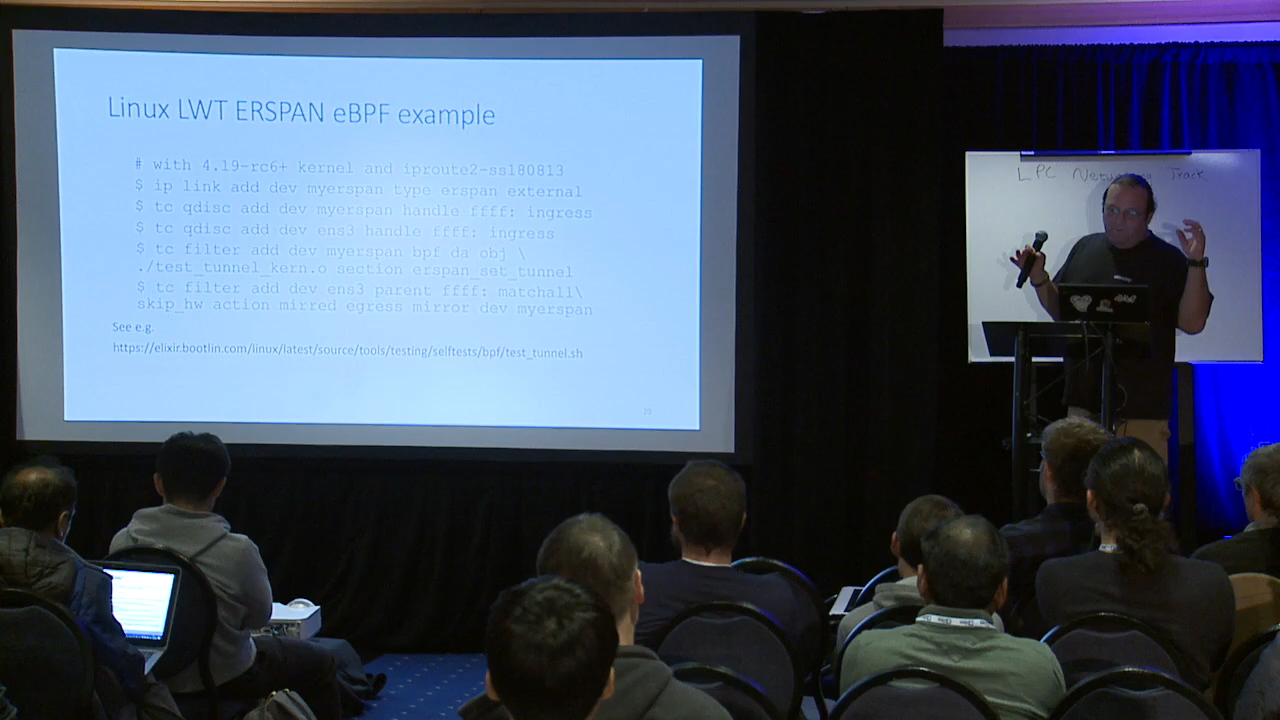 Linux LWT ERSPAN eBPF example
# with 4.19-rc6+ kernel and iproute2-ss180813
$ ip link add dev myerspan type erspan external
$ tc qdisc add dev myerspan handle ffff: ingress
$ tc qdisc add dev ens3 handle ffff: ingress
$ tc filter add dev myerspan bpf da obj \
./test_tunnel_kern.o section erspan_set_tunnel
$ tc filter add dev ens3 parent ffff: matchall\
skip_hw action mirred egress mirror dev myerspan
See e.g.
https://elixir.bootlin.com/linux/latest/source/tools/testing/selftests/bpf/test_tunnel.sh
LPC Track